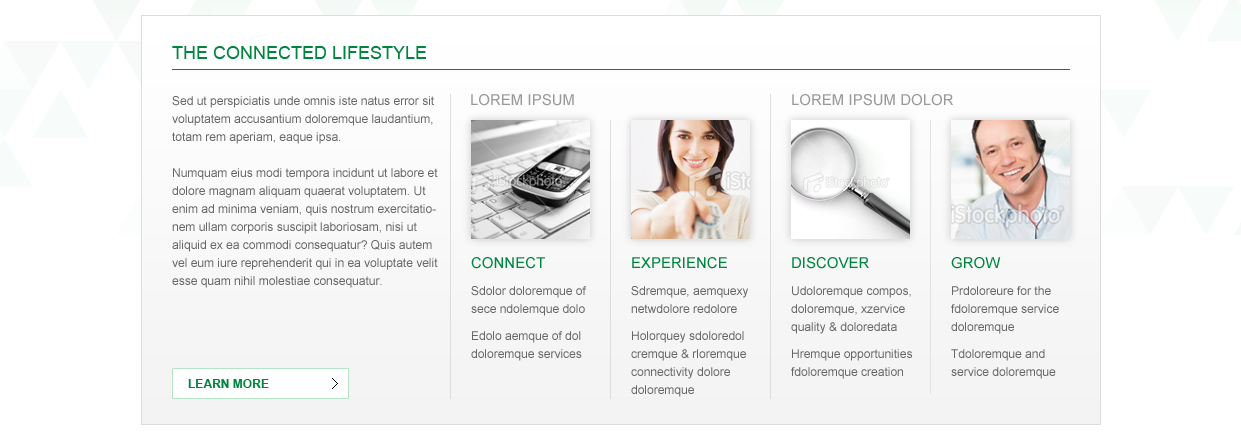 THE CONNECTED LIFESTYLE
Sed ut perspiciatis unde omnis iste natus error sit
voluptatem accusantium doloremque laudantium,
totam rem aperiam, eaque ipsa.
Numquam eius modi tempora incidunt ut labore et
dolore magnam aliquam quaerat voluptatem. Ut
enim ad minima veniam, quis nostrum exercitatio-
nem ullam corporis suscipit laboriosam, nisi ut
aliquid ex ea commodi consequatur? Quis autem
vel eum iure reprehenderit qui in ea voluptate velit
esse quam nihil molestiae consequatur.
LEARN MORE
LOREM IPSUM
iStockphoto
CONNECT
Sdolor doloremque of
sece ndolemque dolo
Edolo aemque of dol
doloremque services
iSto
EXPERIENCE
Sdremque, aemquexy
netwdolore redolore
Holorquey sdoloredol
cremque & rloremque
connectivity dolore
doloremque
LOREM IPSUM DOLOR
iStockphoto
DISCOVER
Udoloremque compos,
doloremque, xzervice
quality & doloredata
Hremque opportunities
fdoloremque creation
iStockphoto
GROW
Prdoloreure for the
fdoloremque service
doloremque
Tdoloremque and
service doloremque